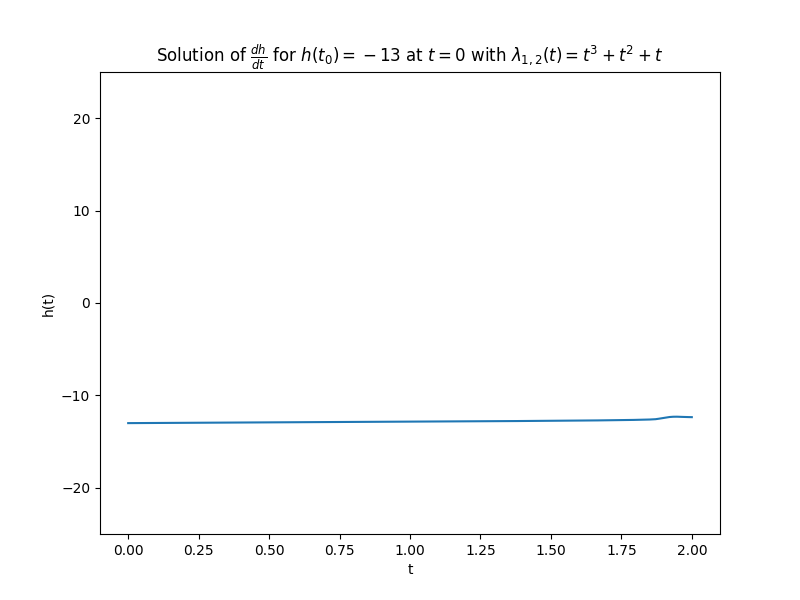 Solution of $\frac{dh}{dt}$ for $h(t_0) = -13$ at $t = 0$ with $\lambda_{1,2}(t) = t^3 + t^2 + t$
20
10
0
−10
−20
h(t)
0.00 0.25 0.50 0.75 1.00 1.25 1.50 1.75 2.00
t